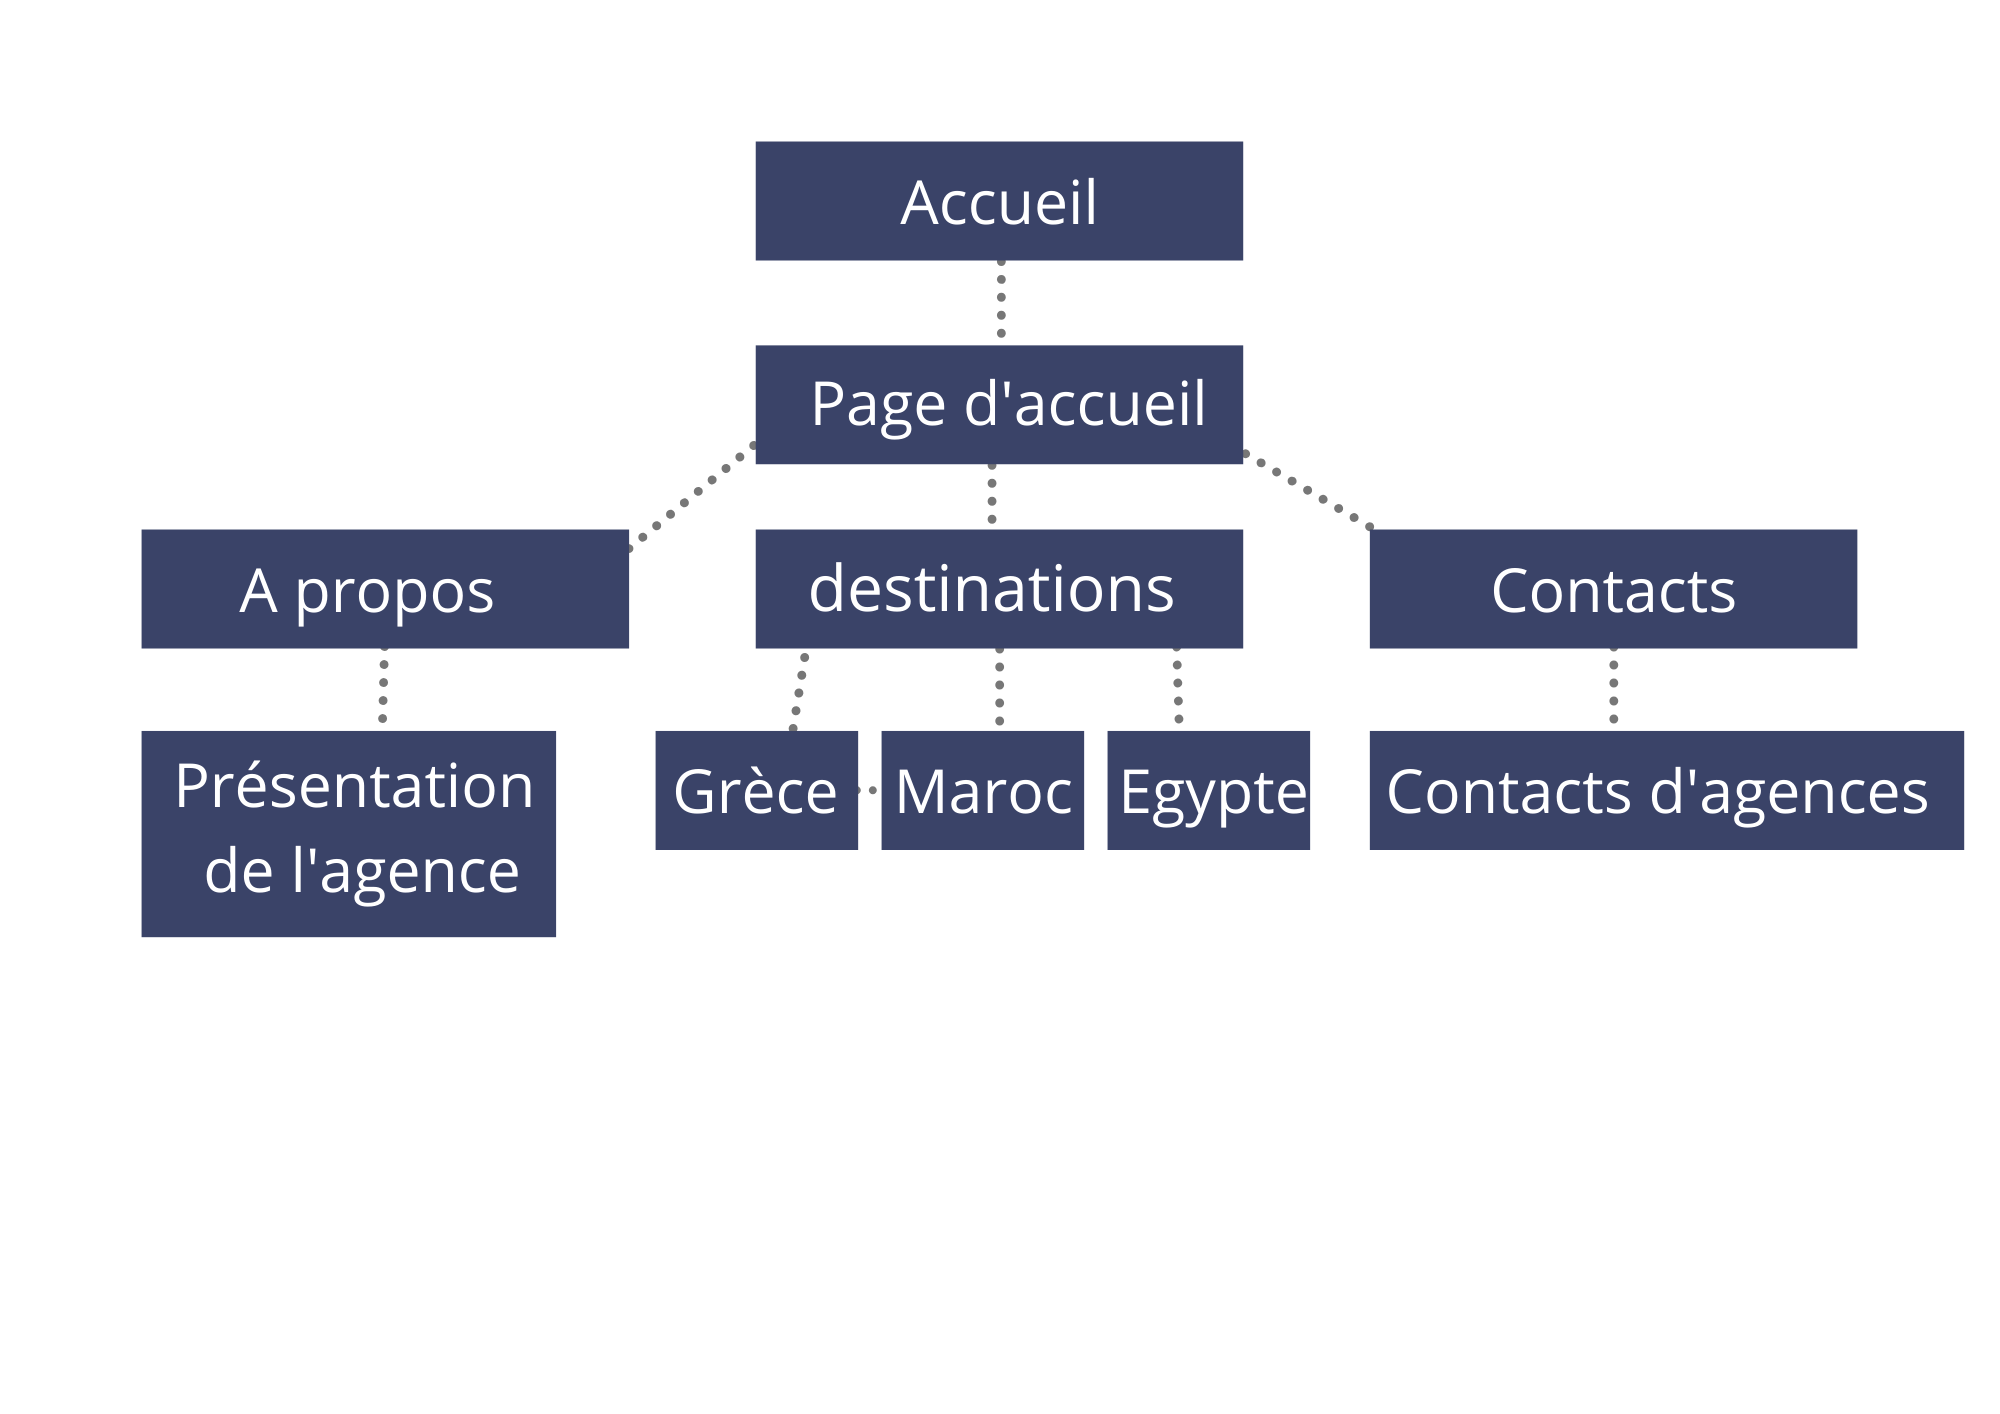 Accueil
Page d'accueil
A propos
destinations
Contacts
Présentation
de l'agence
Grèce
Maroc
Egypte
Contacts d'agences